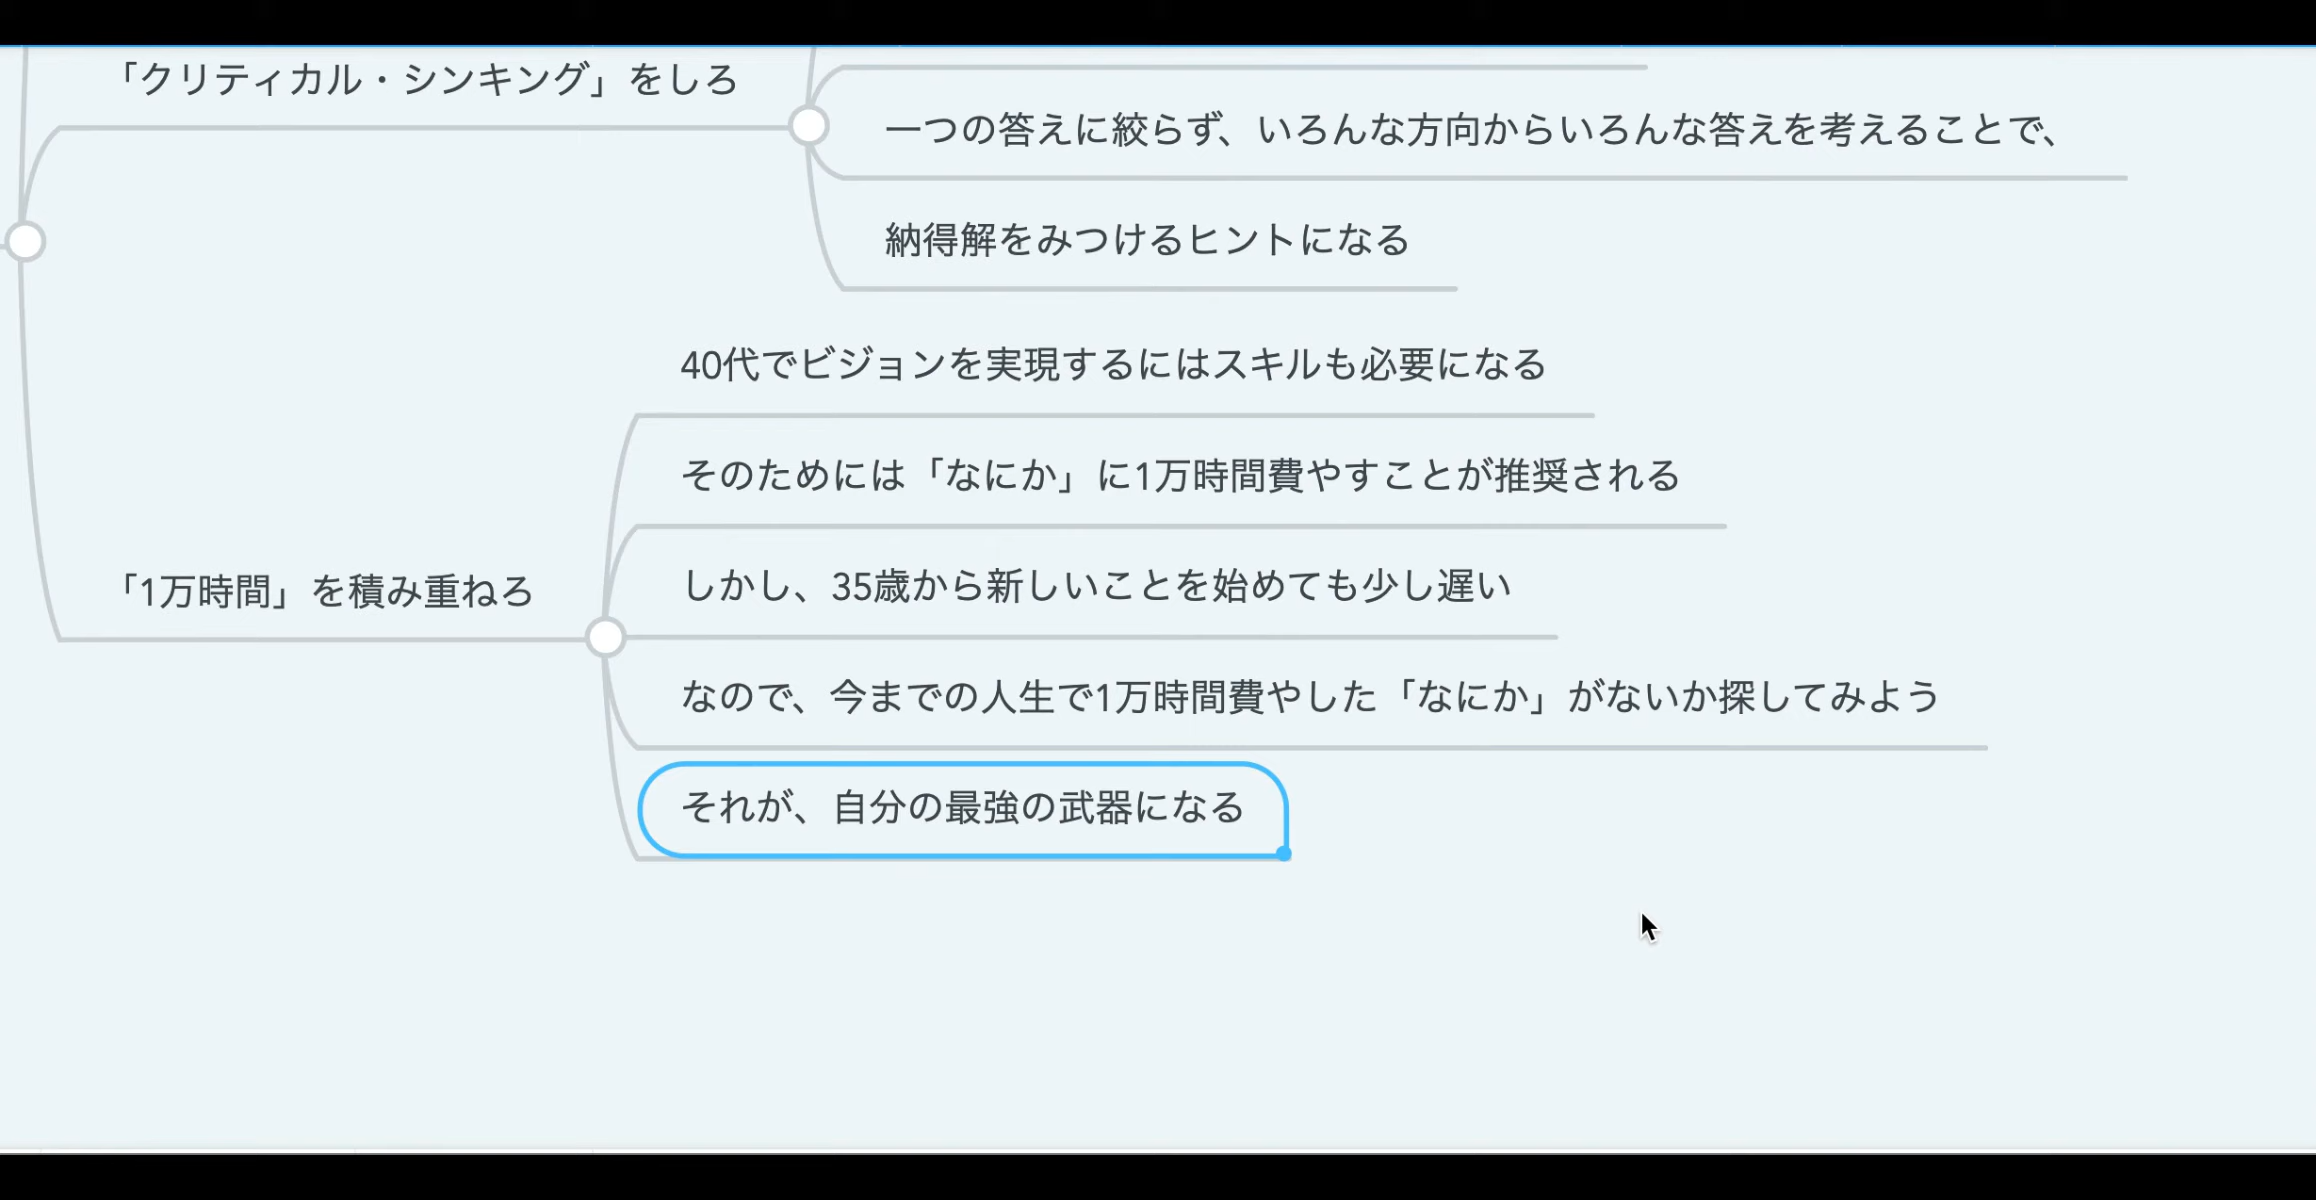 「クリティカル・シンキング」をしろ
一つの答えに絞らず、いろんな方向からいろんな答えを考えることで、
納得解をみつけるヒントになる
40代でビジョンを実現するにはスキルも必要になる
そのためには「なにか」に1万時間費やすことが推奨される
しかし、35歳から新しいことを始めても少し遅い
「1万時間」を積み重ねろ
なので、今までの人生で1万時間費やした「なにか」がないか探してみよう
それが、自分の最強の武器になる